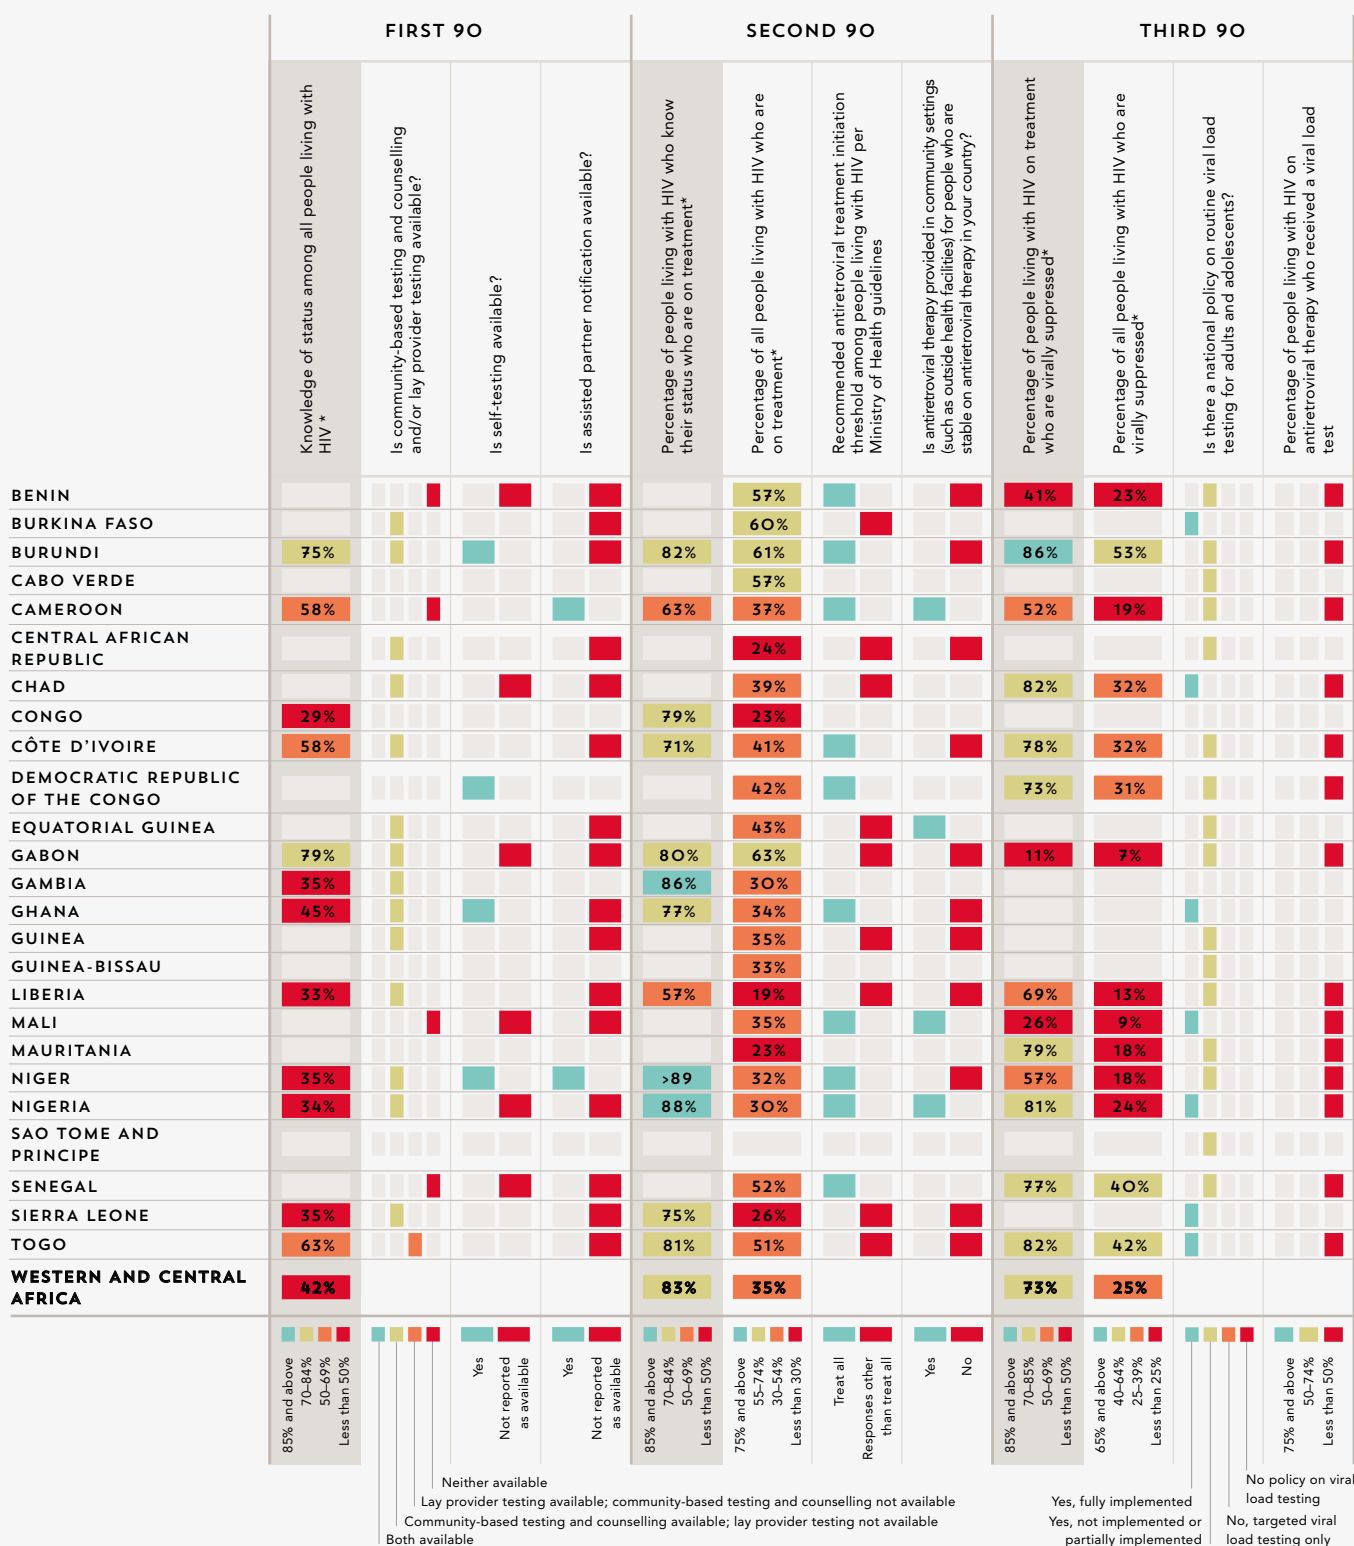 FIRST 90
SECOND 90
THIRD 90
Knowledge of status among all people living with
HIV *
Is community-based testing and counselling
and/or lay provider testing available?
Is self-testing available?
Is assisted partner notification available?
Percentage of people living with HIV who know
their status who are on treatment*
Percentage of all people living with HIV who are
on treatment*
Recommended antiretroviral treatment initiation
threshold among people living with HIV per
Ministry of Health guidelines
Is antiretroviral therapy provided in community settings
(such as outside health facilities) for people who are
stable on antiretroviral therapy in your country?
Percentage of people living with HIV on treatment
who are virally suppressed*
Percentage of all people living with HIV who are
virally suppressed*
Is there a national policy on routine viral load
testing for adults and adolescents?
Percentage of people living with HIV on
antiretroviral therapy who received a viral load
test
BENIN 57% 41% 23%
BURKINA FASO 60%
BURUNDI 75% 82% 61% 86% 53%
CABO VERDE 57%
CAMEROON 58% 63% 37% 52% 19%
CENTRAL AFRICAN
REPUBLIC 24%
CHAD 39% 82% 32%
CONGO 29% 79% 23%
CÔTE D'IVOIRE 58% 71% 41% 78% 32%
DEMOCRATIC REPUBLIC
OF THE CONGO 42% 73% 31%
EQUATORIAL GUINEA 43%
GABON 79% 80% 63% 11% 7%
GAMBIA 35% 86% 30%
GHANA 45% 77% 34%
GUINEA 35%
GUINEA-BISSAU 33%
LIBERIA 33% 57% 19% 69% 13%
MALI 35% 26% 9%
MAURITANIA 23% 79% 18%
NIGER 35% >89 32% 57% 18%
NIGERIA 34% 88% 30% 81% 24%
SAO TOME AND
PRINCIPE
SENEGAL 52% 77% 40%
SIERRA LEONE 35% 75% 26%
TOGO 63% 81% 51% 82% 42%
WESTERN AND CENTRAL
AFRICA 42% 83% 35% 73% 25%
85% and above
70–84%
50–69%
Less than 50%
Yes
Not reported
as available
Yes
Not reported
as available
85% and above
70–84%
50–69%
Less than 50%
75% and above
55–74%
30–54%
Less than 30%
Treat all
Responses other
than treat all
Yes
No
85% and above
70–85%
50–69%
Less than 50%
65% and above
40–64%
25–39%
Less than 25%
75% and above
50–74%
Less than 50%
Neither available
Lay provider testing available; community-based testing and counselling not available
Community-based testing and counselling available; lay provider testing not available
Both available
Yes, fully implemented
Yes, not implemented or
partially implemented
No policy on viral
load testing
No, targeted viral
load testing only